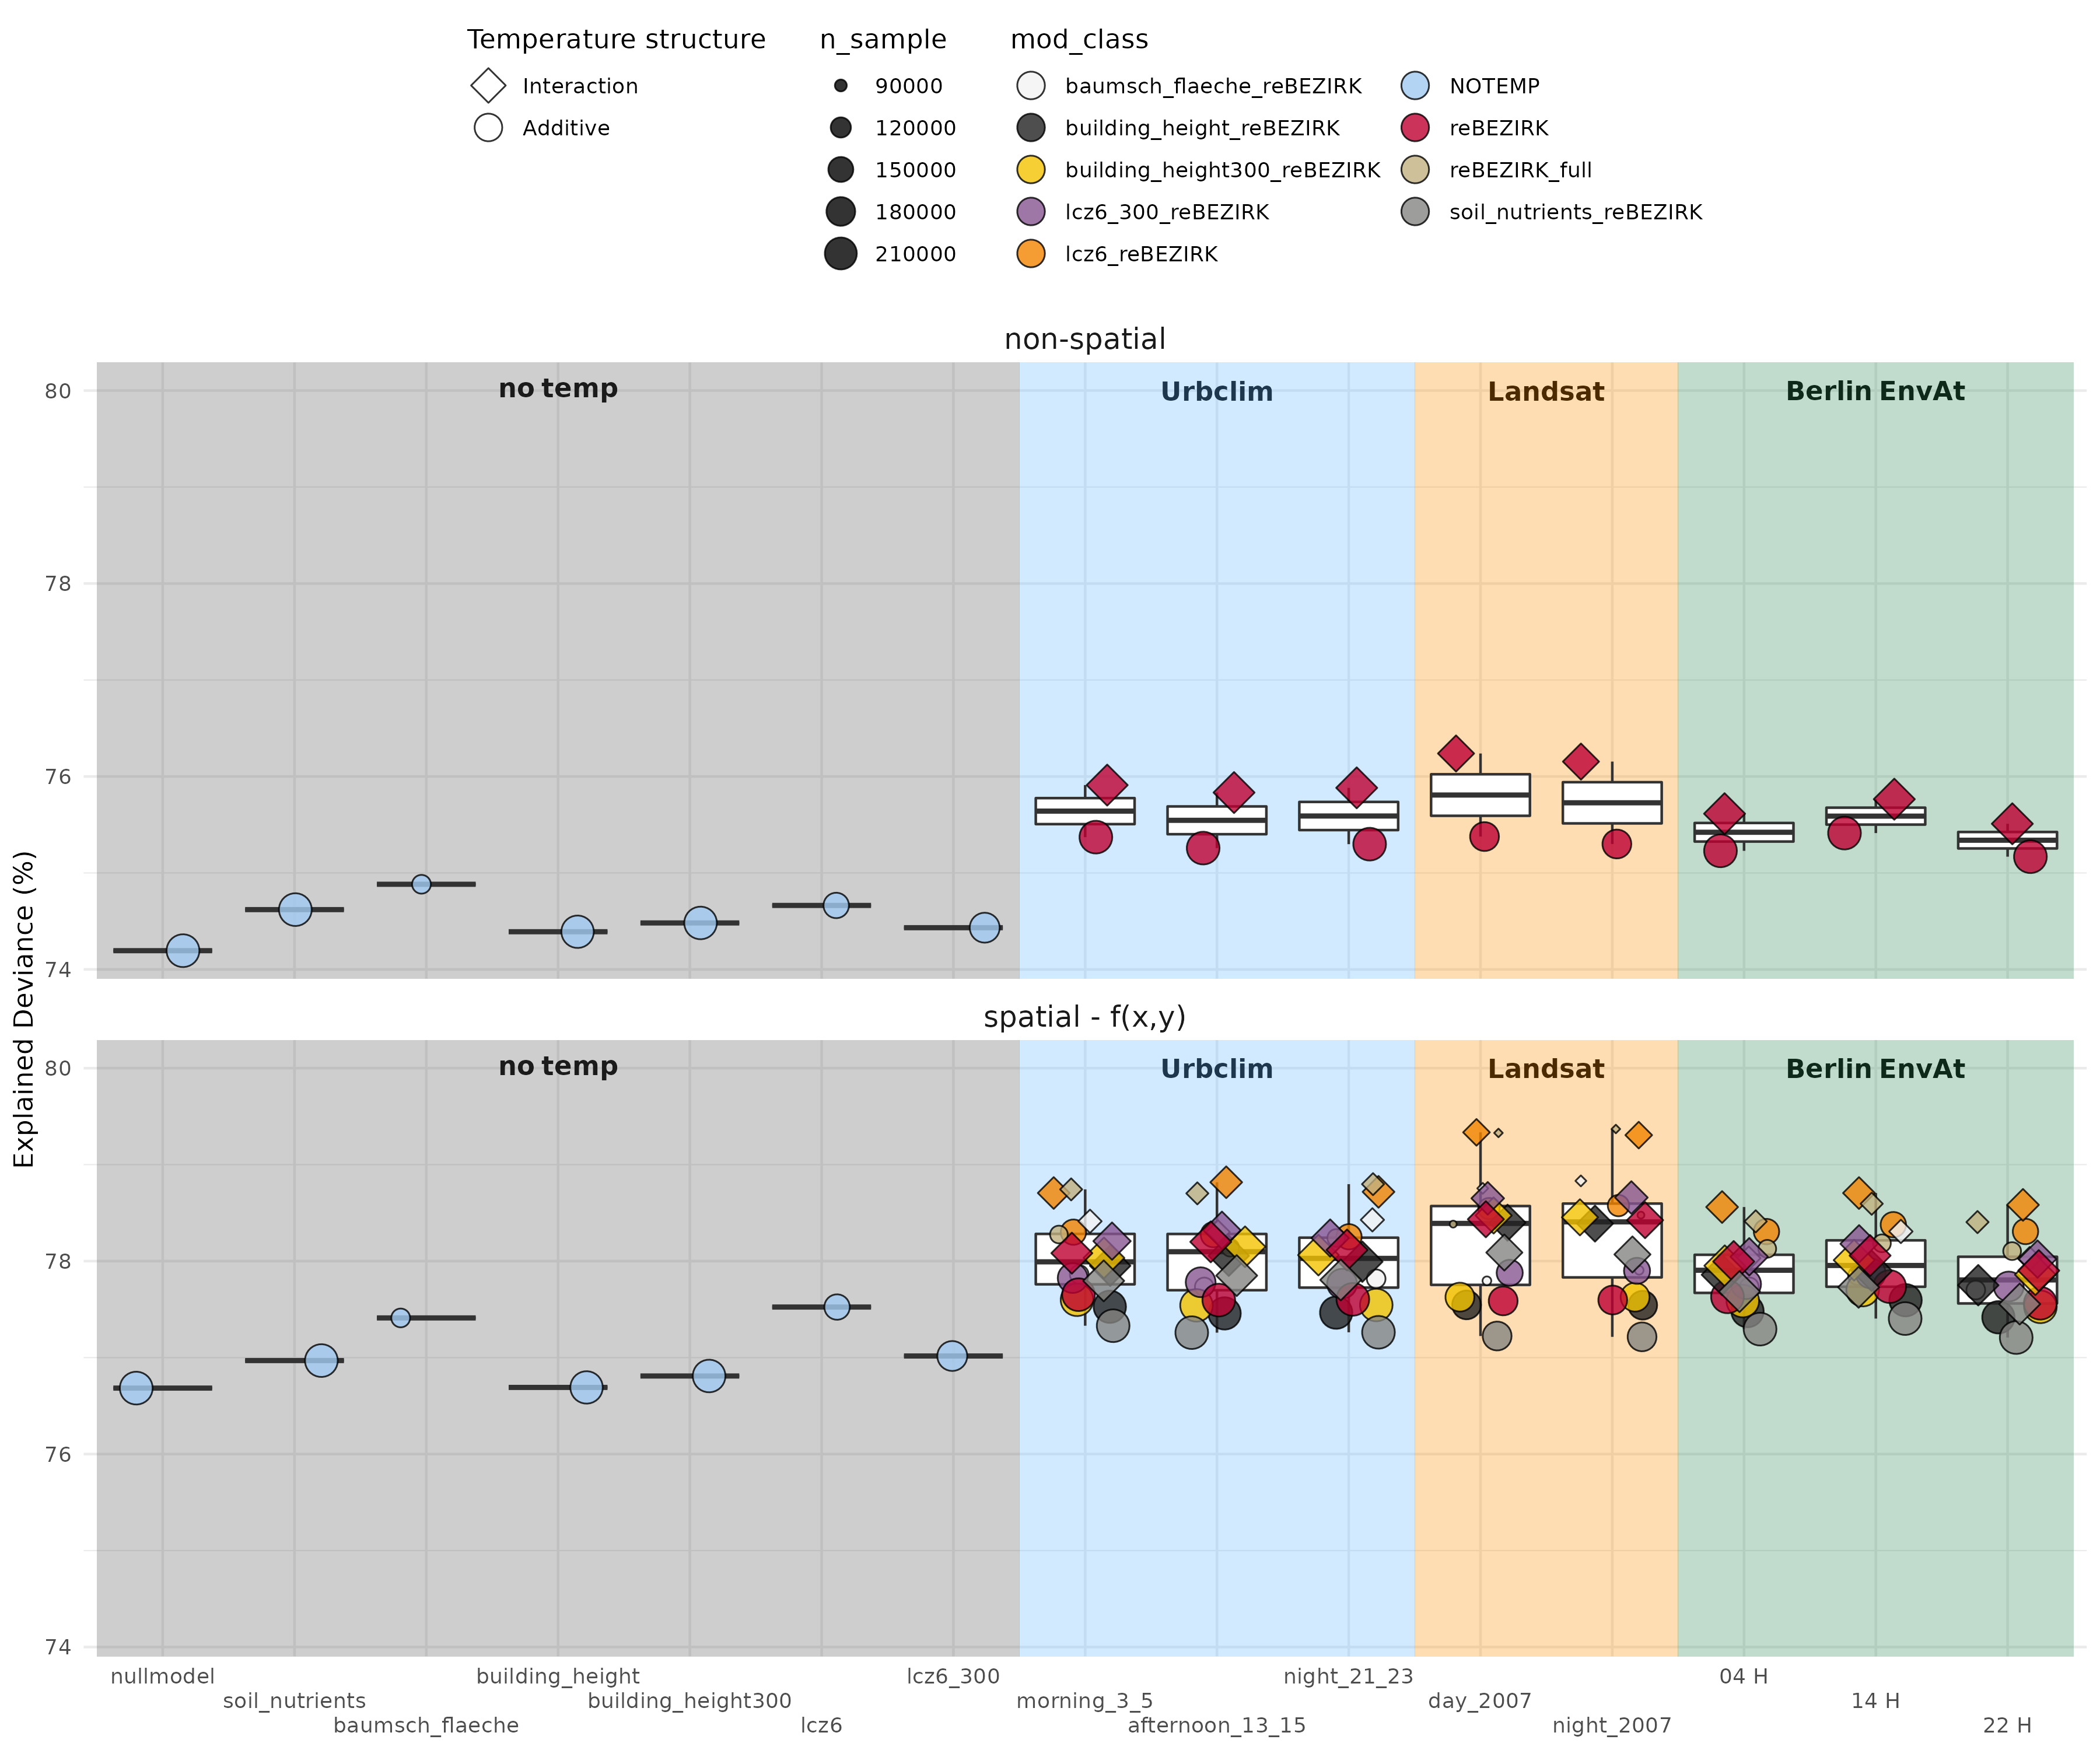 Temperature structure
Interaction
Additive
n_sample
90000
120000
150000
180000
210000
mod_class
baumsch_flaeche_reBEZIRK
building_height_reBEZIRK
building_height300_reBEZIRK
lcz6_300_reBEZIRK
lcz6_reBEZIRK
NOTEMP
reBEZIRK
reBEZIRK_full
soil_nutrients_reBEZIRK
Explained Deviance (%)
non-spatial
no temp
Urbclim
Landsat
Berlin EnvAt
80
78
76
74
spatial - f(x,y)
no temp
Urbclim
Landsat
Berlin EnvAt
80
78
76
74
nullmodel
soil_nutrients
baumsch_flaeche
building_height
building_height300
lcz6
lcz6_300
morning_3_5
afternoon_13_15
night_21_23
day_2007
night_2007
04 H
14 H
22 H